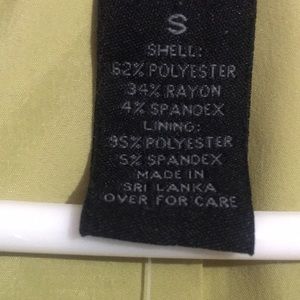 S
SHELL:
62% POLYESTER
34% RAYON
4% SPANDEX
LINING:
95% POLYESTER
5% SPANDEX
MADE IN
SRI LANKA
OVER FOR CARE